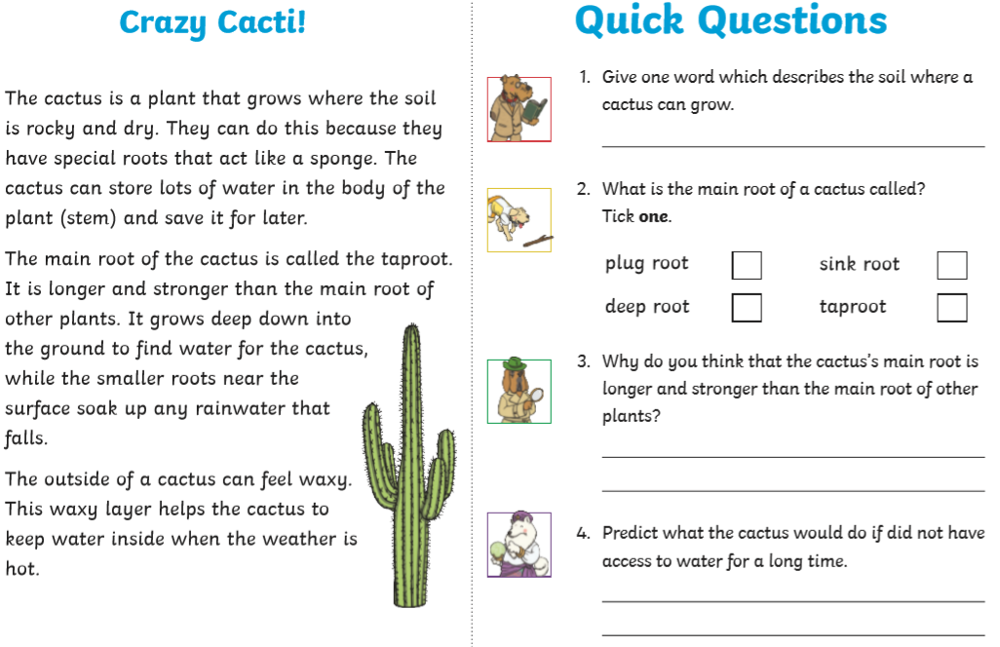 Crazy Cacti!
The cactus is a plant that grows where the soil
is rocky and dry. They can do this because they
have special roots that act like a sponge. The
cactus can store lots of water in the body of the
plant (stem) and save it for later.
The main root of the cactus is called the taproot.
It is longer and stronger than the main root of
other plants. It grows deep down into
the ground to find water for the cactus,
while the smaller roots near the
surface soak up any rainwater that
falls.
The outside of a cactus can feel waxy.
This waxy layer helps the cactus to
keep water inside when the weather is
hot.
Quick Questions
1. Give one word which describes the soil where a
cactus can grow.
2. What is the main root of a cactus called?
Tick one.
plug root sink root
deep root taproot
3. Why do you think that the cactus's main root is
longer and stronger than the main root of other
plants?
4. Predict what the cactus would do if did not have
access to water for a long time.